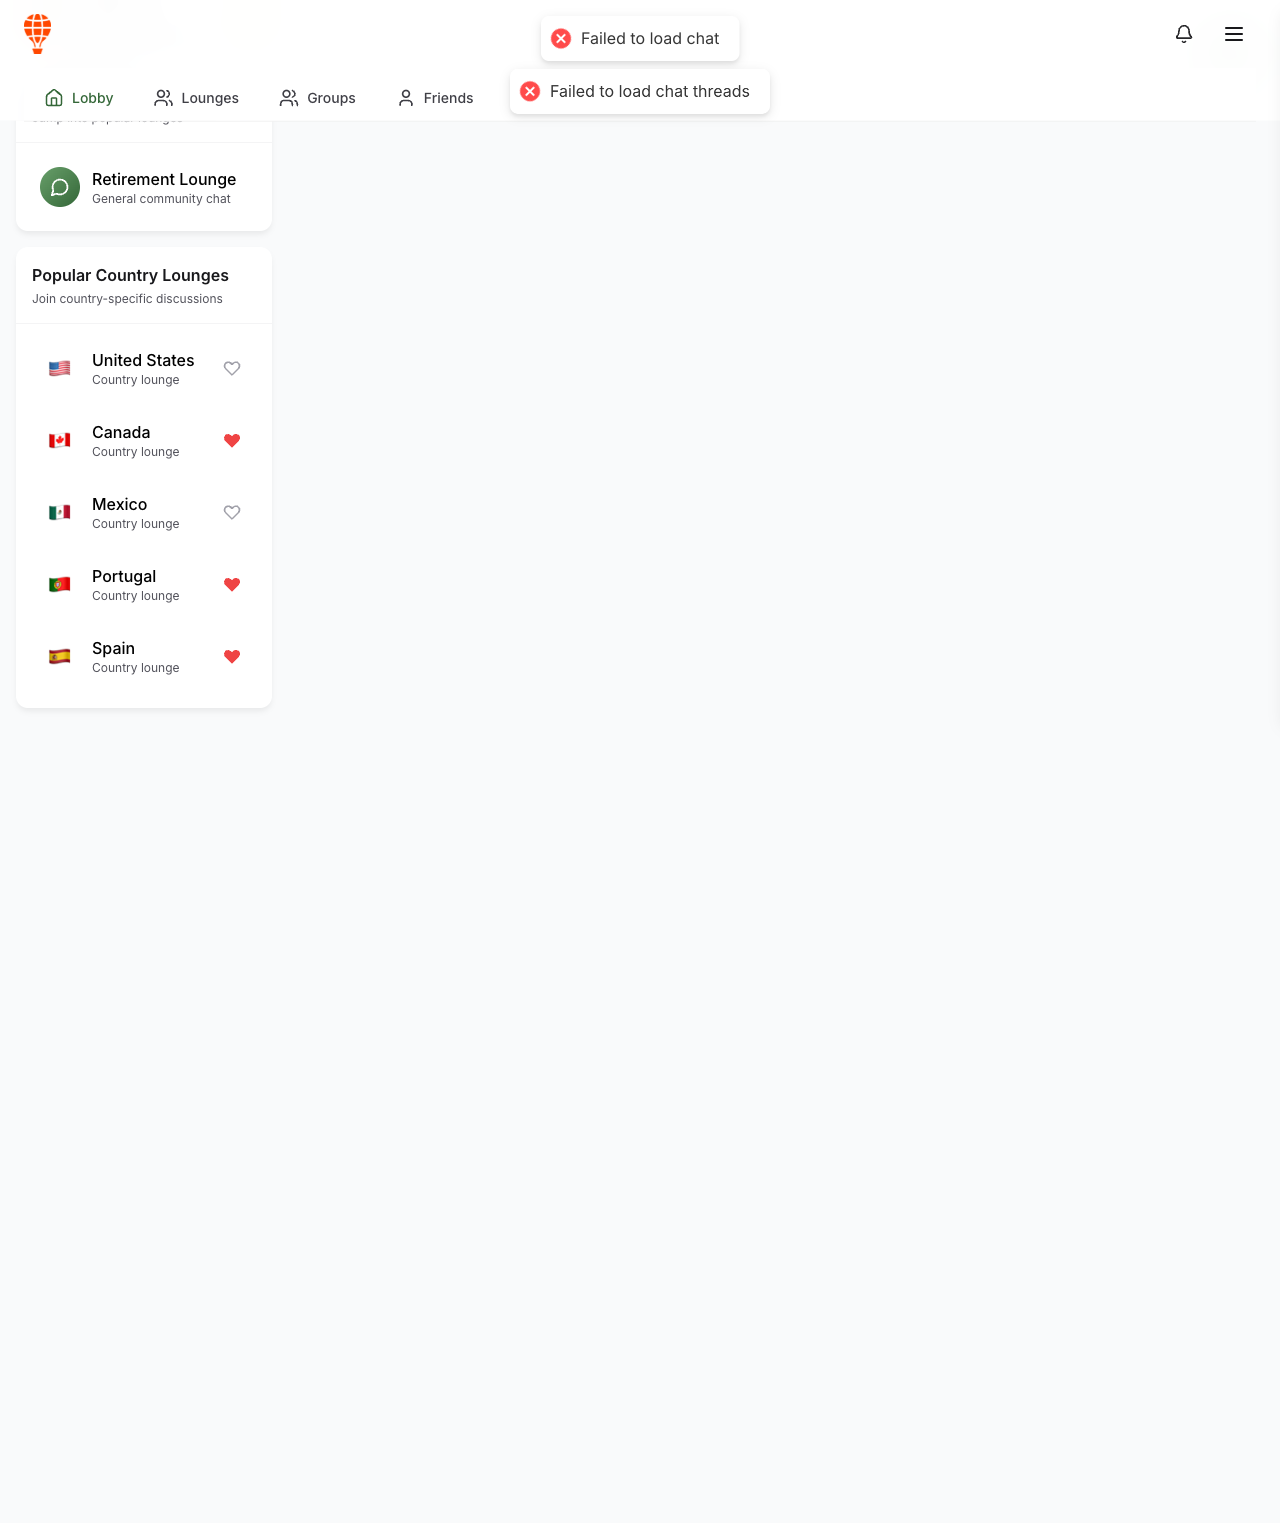 Failed to load chat
Failed to load chat threads
Lobby
Lounges
Groups
Friends
Retirement Lounge
General community chat
Popular Country Lounges
Join country-specific discussions
United States
Country lounge
Canada
Country lounge
Mexico
Country lounge
Portugal
Country lounge
Spain
Country lounge